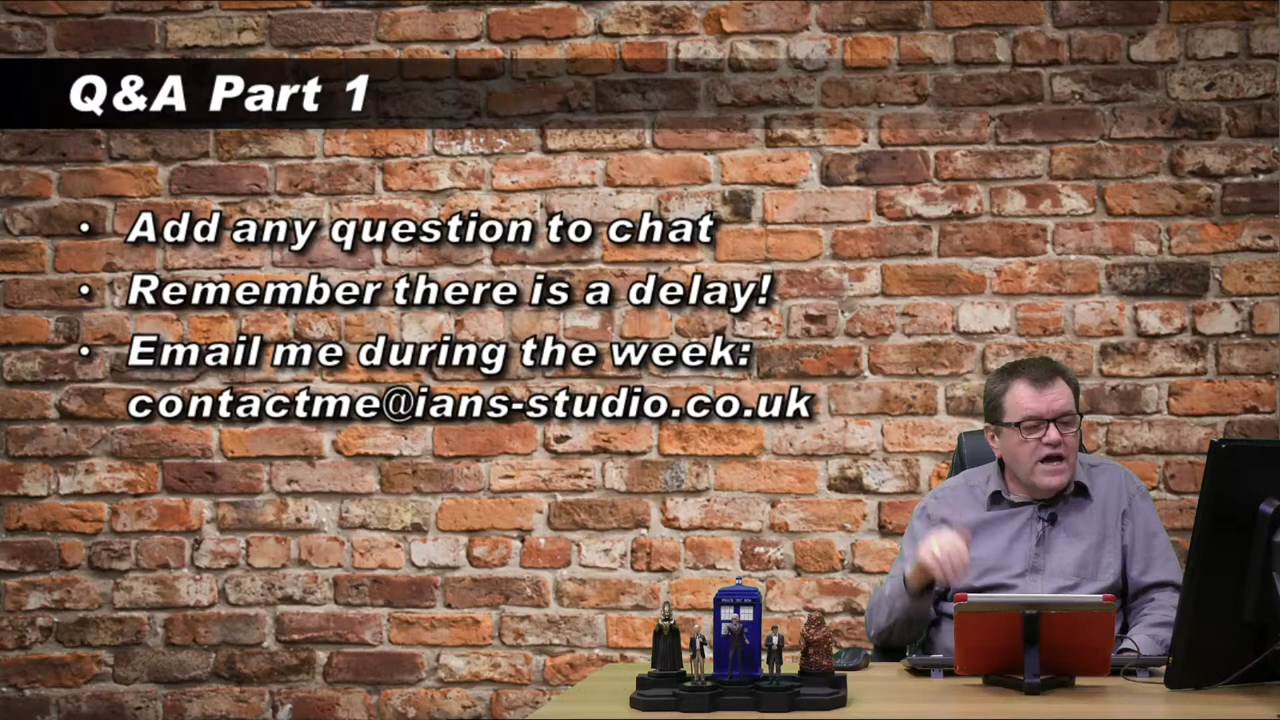 Q&A Part 1
• Add any question to chat
• Remember there is a delay!
• Email me during the week:
contactme@ians-studio.co.uk